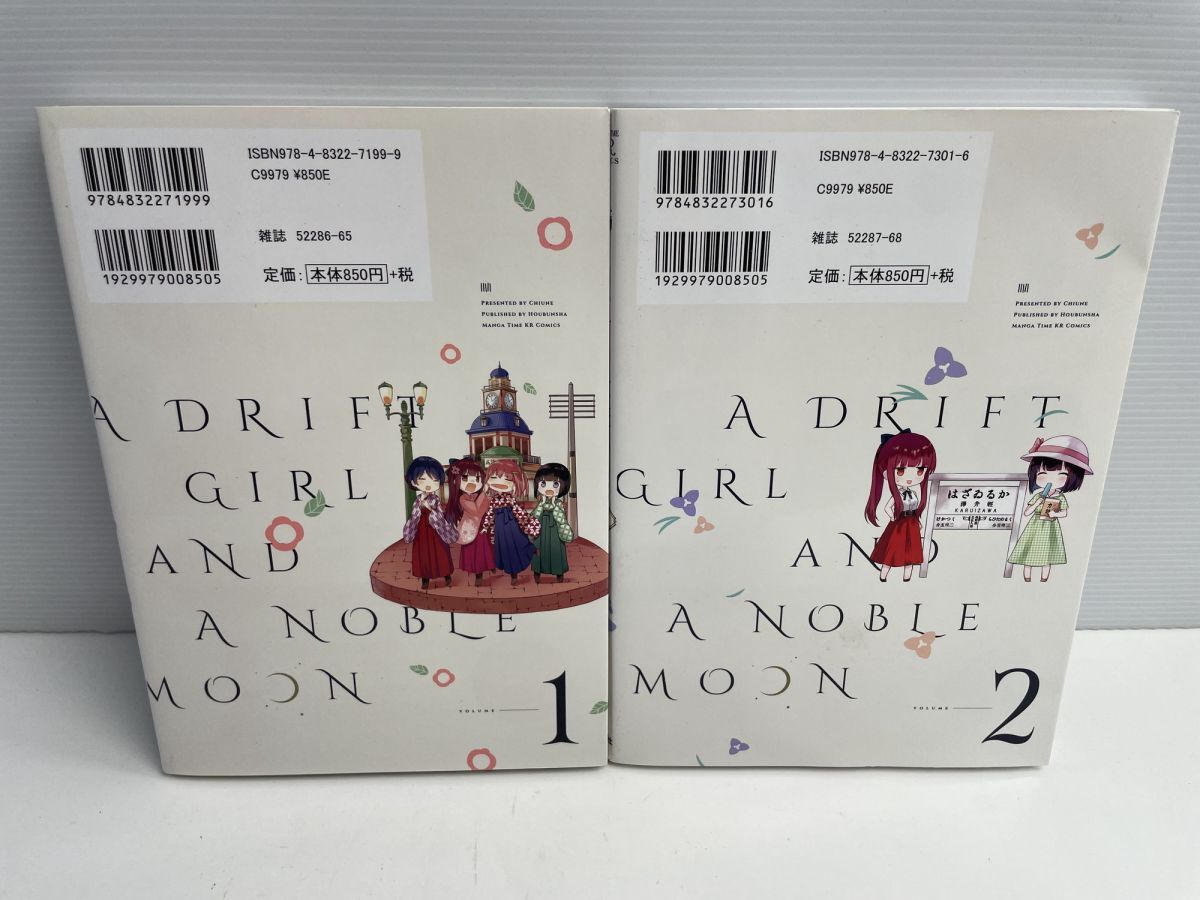 ISBN978-4-8322-7199-9
C9979 ¥850E
9784832271999
雑誌 52286-65
1929979008505
定価：本体850円+税
PRESENTED BY CHIUNE
PUBLISHED BY HOUBUNSHA
MANGA TIME KR COMICS
A DRIFT
GIRL
AND
A NOBLE
MOON
VOLUME
1
ISBN978-4-8322-7301-6
C9979 ¥850E
9784832273016
雑誌 52287-68
1929979008505
定価：本体850円+税
PRESENTED BY CHIUNE
PUBLISHED BY HOUBUNSHA
MANGA TIME KR COMICS
A DRIFT
GIRL
AND
A NOBLE
MOON
はざゐるか
KARUIZAWA
VOLUME
2